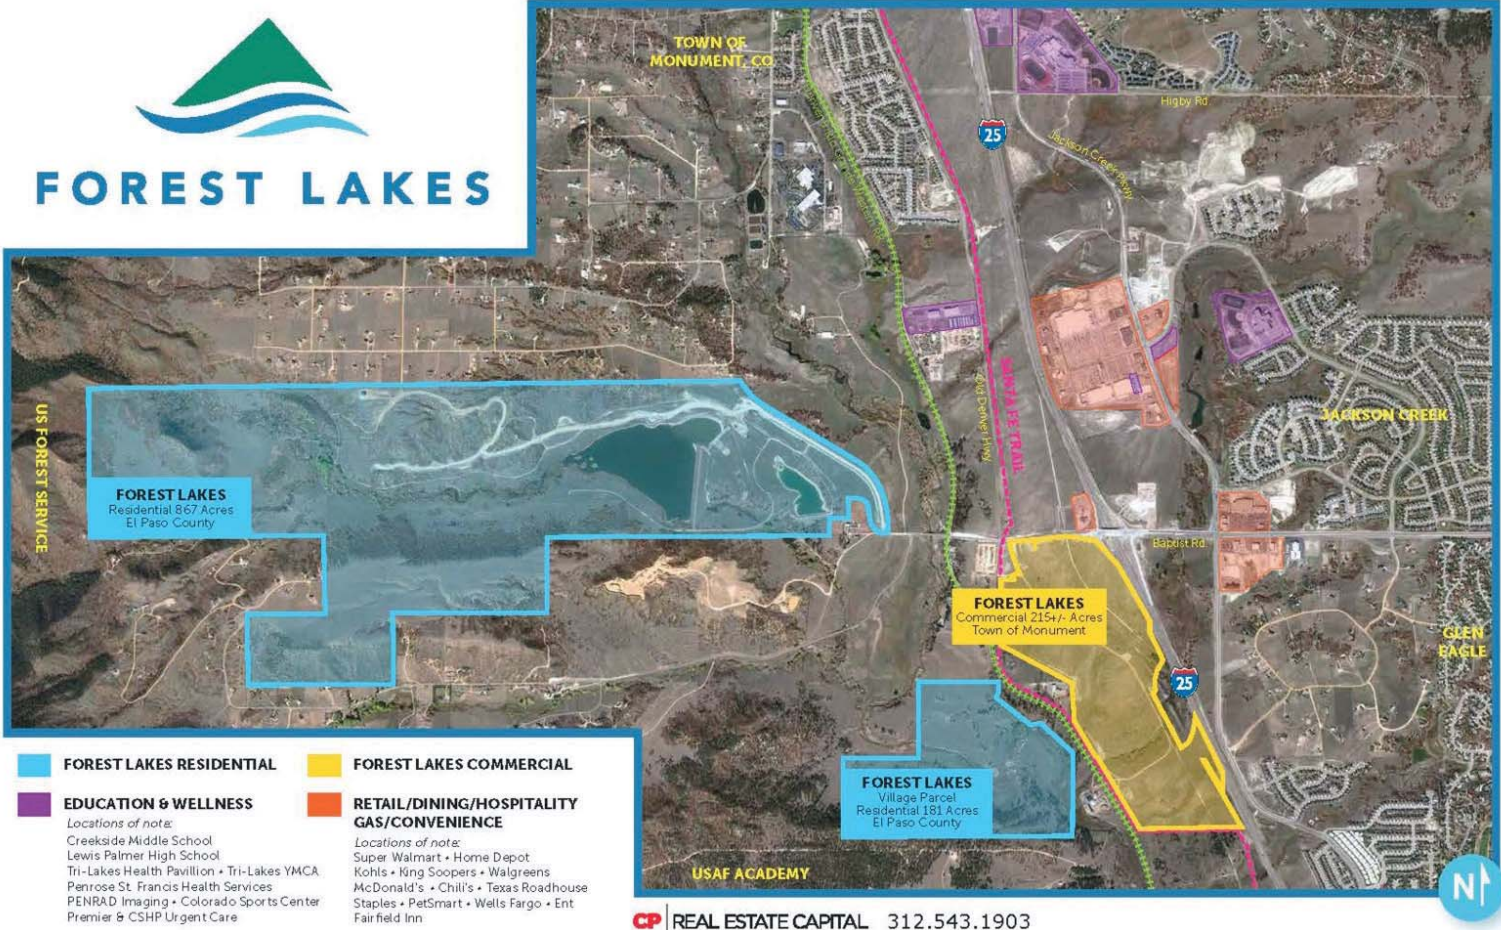 FOREST LAKES
TOWN OF
MONUMENT, CO
25
Higby Rd
Jackson Creek Pkwy
US FOREST SERVICE
SANTA FE TRAIL
Old Denver Hwy
JACKSON CREEK
FOREST LAKES
Residential 867 Acres
El Paso County
Baptist Rd
FOREST LAKES
Commercial 215+/- Acres
Town of Monument
GLEN
EAGLE
25
FOREST LAKES
Village Parcel
Residential 181 Acres
El Paso County
USAF ACADEMY
N
FOREST LAKES RESIDENTIAL
EDUCATION & WELLNESS
Locations of note:
Creekside Middle School
Lewis Palmer High School
Tri-Lakes Health Pavillion • Tri-Lakes YMCA
Penrose St. Francis Health Services
PENRAD Imaging • Colorado Sports Center
Premier & CSHP Urgent Care
FOREST LAKES COMMERCIAL
RETAIL/DINING/HOSPITALITY
GAS/CONVENIENCE
Locations of note:
Super Walmart • Home Depot
Kohls • King Soopers • Walgreens
McDonald's • Chili's • Texas Roadhouse
Staples • PetSmart • Wells Fargo • Ent
Fairfield Inn
CP REAL ESTATE CAPITAL 312.543.1903